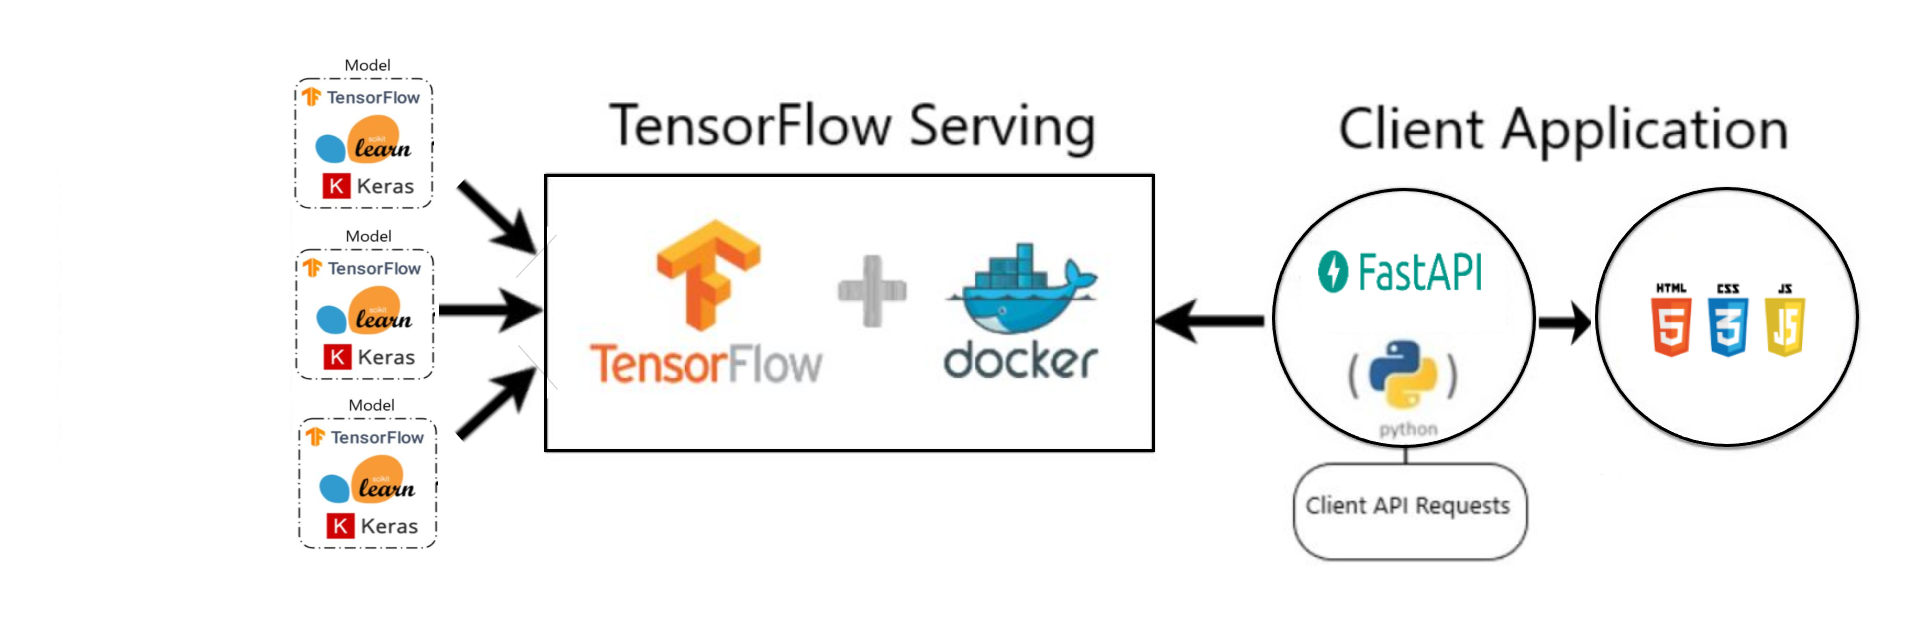 Model
TensorFlow
scikit
learn
K Keras
Model
TensorFlow
scikit
learn
K Keras
Model
TensorFlow
scikit
learn
K Keras
TensorFlow Serving
TensorFlow
docker
Client Application
FastAPI
( )
python
Client API Requests
HTML CSS JS
5 3 JS